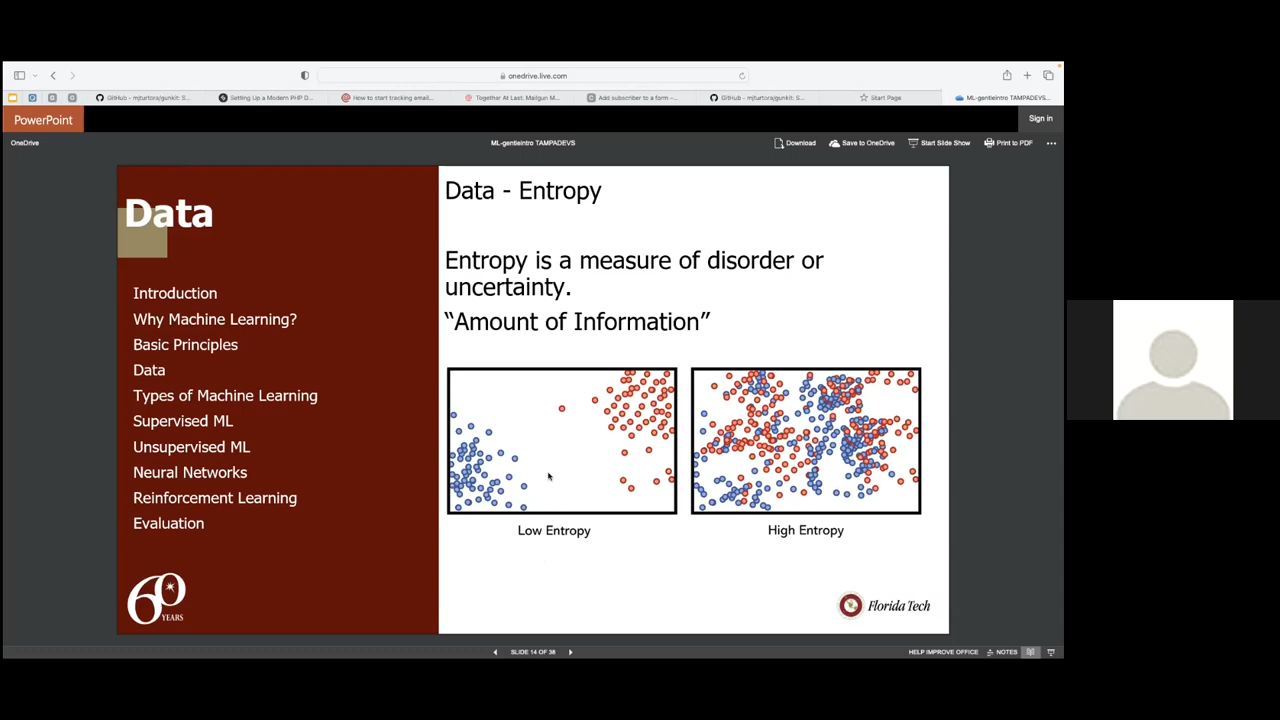 onedrive.live.com
GitHub - mjturtora/gunkit: S...
Setting Up a Modern PHP D...
How to start tracking email...
Together At Last: Mailgun M...
Add subscriber to a form -...
GitHub - mjturtora/gunkit: S...
Start Page
ML-gentleintro TAMPADEVS...
PowerPoint
Sign in
OneDrive
ML-gentleintro TAMPADEVS
Download
Save to OneDrive
Start Slide Show
Print to PDF
Data
Introduction
Why Machine Learning?
Basic Principles
Data
Types of Machine Learning
Supervised ML
Unsupervised ML
Neural Networks
Reinforcement Learning
Evaluation
60
YEARS
Data - Entropy
Entropy is a measure of disorder or
uncertainty.
“Amount of Information”
Low Entropy
High Entropy
Florida Tech
SLIDE 14 OF 38
HELP IMPROVE OFFICE
NOTES